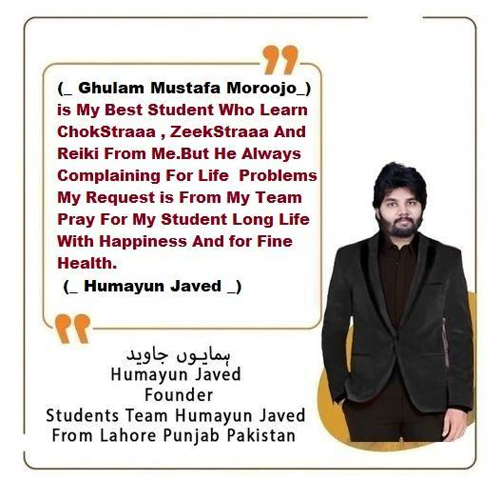 (_ Ghulam Mustafa Moroojo_)
is My Best Student Who Learn
ChokStraaa , ZeekStraaa And
Reiki From Me.But He Always
Complaining For Life Problems
My Request is From My Team
Pray For My Student Long Life
With Happiness And for Fine
Health.
(_ Humayun Javed _)
ہمایوں جاوید
Humayun Javed
Founder
Students Team Humayun Javed
From Lahore Punjab Pakistan